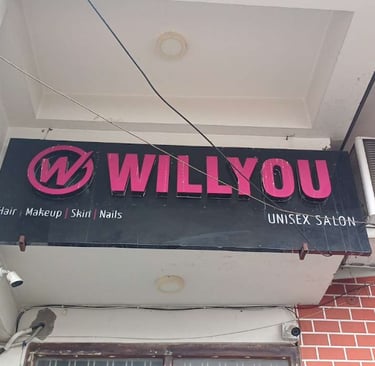 W WILLYOU
Hair | Makeup | Skin | Nails
UNISEX SALON